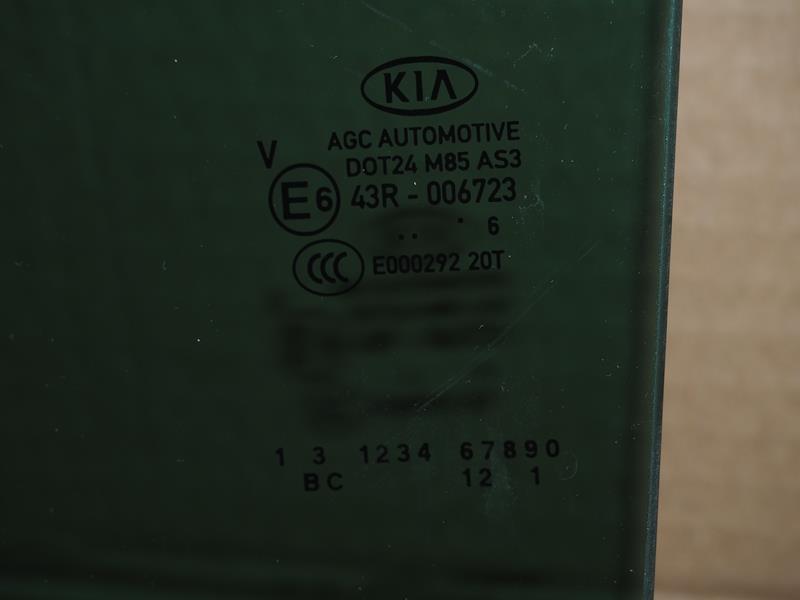 KIA
AGC AUTOMOTIVE
V
DOT24 M85 AS3
E6 43R - 006723
.. . 6
CCC E000292 20T
1 3 1234 67890
BC 12 1